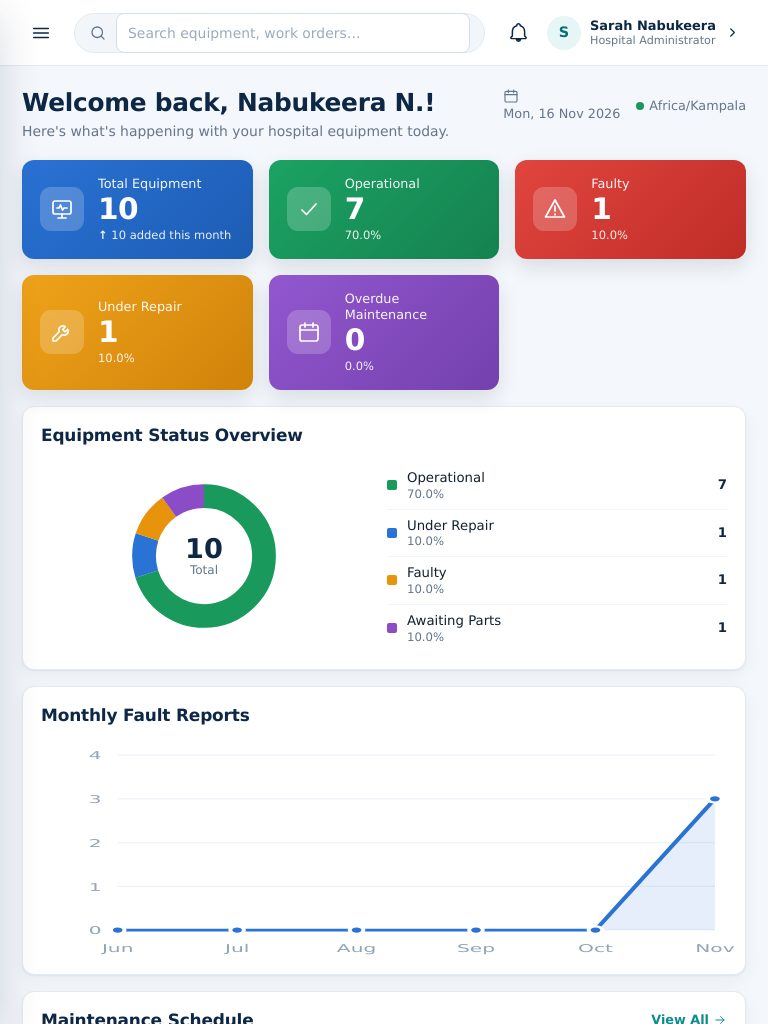 Search equipment, work orders...
S
Sarah Nabukeera
Hospital Administrator
Welcome back, Nabukeera N.!
Here's what's happening with your hospital equipment today.
Mon, 16 Nov 2026
Africa/Kampala
Total Equipment
10
↑ 10 added this month
Operational
7
70.0%
Faulty
1
10.0%
Under Repair
1
10.0%
Overdue
Maintenance
0
0.0%
Equipment Status Overview
10
Total
Operational
70.0%
7
Under Repair
10.0%
1
Faulty
10.0%
1
Awaiting Parts
10.0%
1
Monthly Fault Reports
4
3
2
1
0
Jun Jul Aug Sep Oct Nov
Maintenance Schedule
View All →